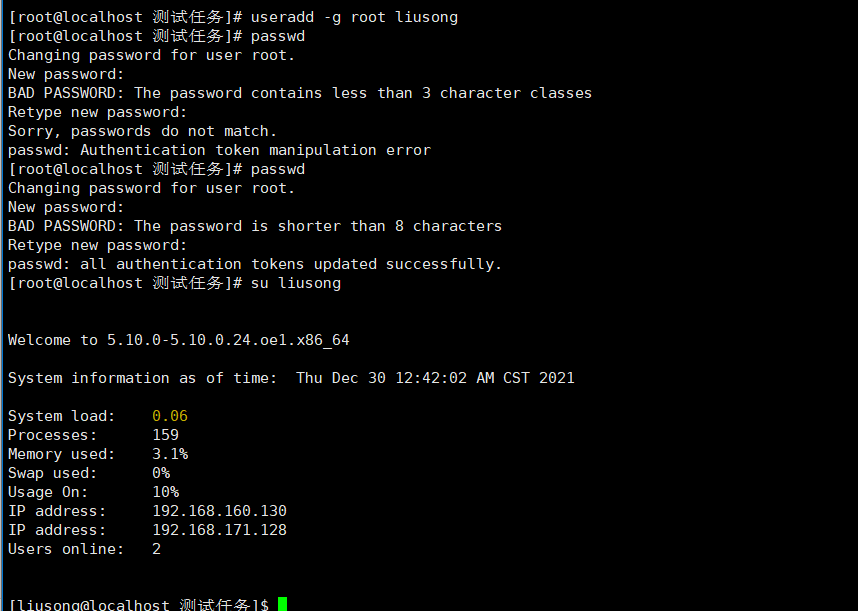 [root@localhost 测试任务]# useradd -g root liusong
[root@localhost 测试任务]# passwd
Changing password for user root.
New password:
BAD PASSWORD: The password contains less than 3 character classes
Retype new password:
Sorry, passwords do not match.
passwd: Authentication token manipulation error
[root@localhost 测试任务]# passwd
Changing password for user root.
New password:
BAD PASSWORD: The password is shorter than 8 characters
Retype new password:
passwd: all authentication tokens updated successfully.
[root@localhost 测试任务]# su liusong
Welcome to 5.10.0-5.10.0.24.oe1.x86_64
System information as of time:  Thu Dec 30 12:42:02 AM CST 2021
System load:    0.06
Processes:      159
Memory used:    3.1%
Swap used:      0%
Usage On:       10%
IP address:     192.168.160.130
IP address:     192.168.171.128
Users online:   2
[liusong@localhost 测试任务]$